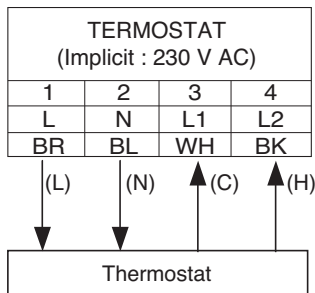 TERMOSTAT
(Implicit : 230 V AC)
1 2 3 4
L N L1 L2
BR BL WH BK
(L) (N) (C) (H)
Thermostat